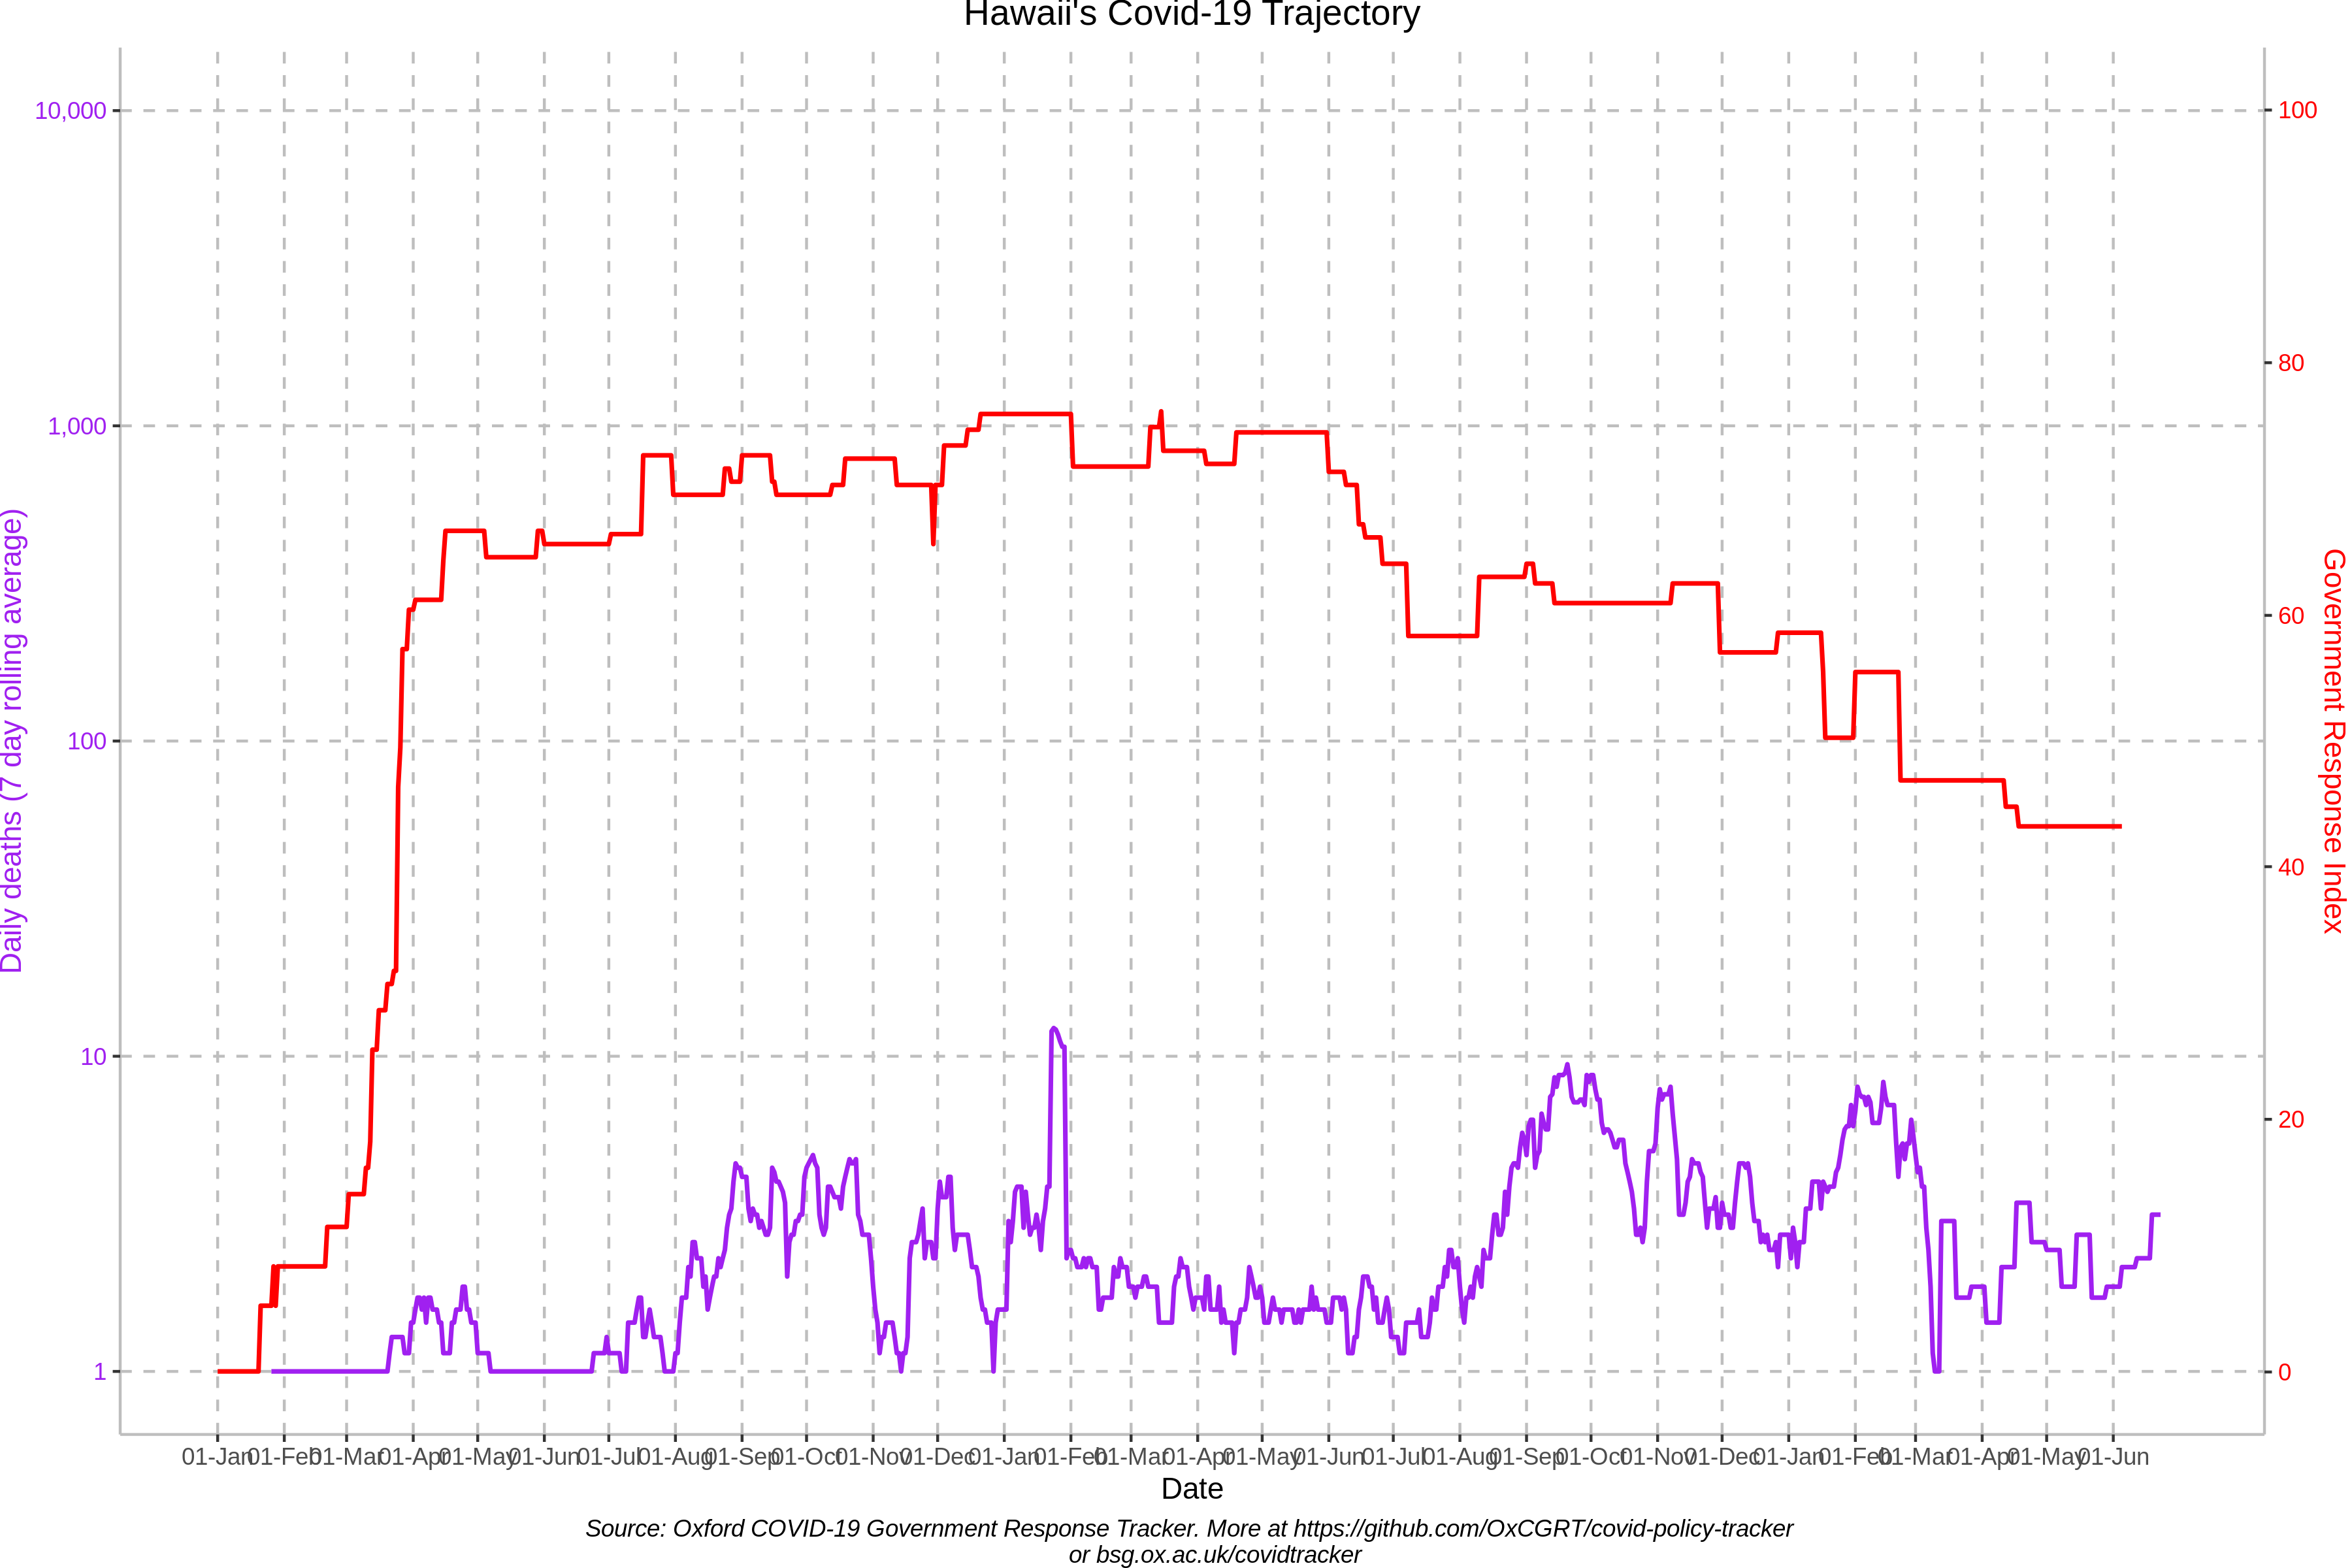 Hawaii's Covid-19 Trajectory
10,000
1,000
100
10
1
Daily deaths (7 day rolling average)
100
80
60
40
20
0
Government Response Index
01-Jan 01-Feb 01-Mar 01-Apr 01-May 01-Jun 01-Jul 01-Aug 01-Sep 01-Oct 01-Nov 01-Dec 01-Jan 01-Feb 01-Mar 01-Apr 01-May 01-Jun 01-Jul 01-Aug 01-Sep 01-Oct 01-Nov 01-Dec 01-Jan 01-Feb 01-Mar 01-Apr 01-May 01-Jun
Date
Source: Oxford COVID-19 Government Response Tracker. More at https://github.com/OxCGRT/covid-policy-tracker
or bsg.ox.ac.uk/covidtracker